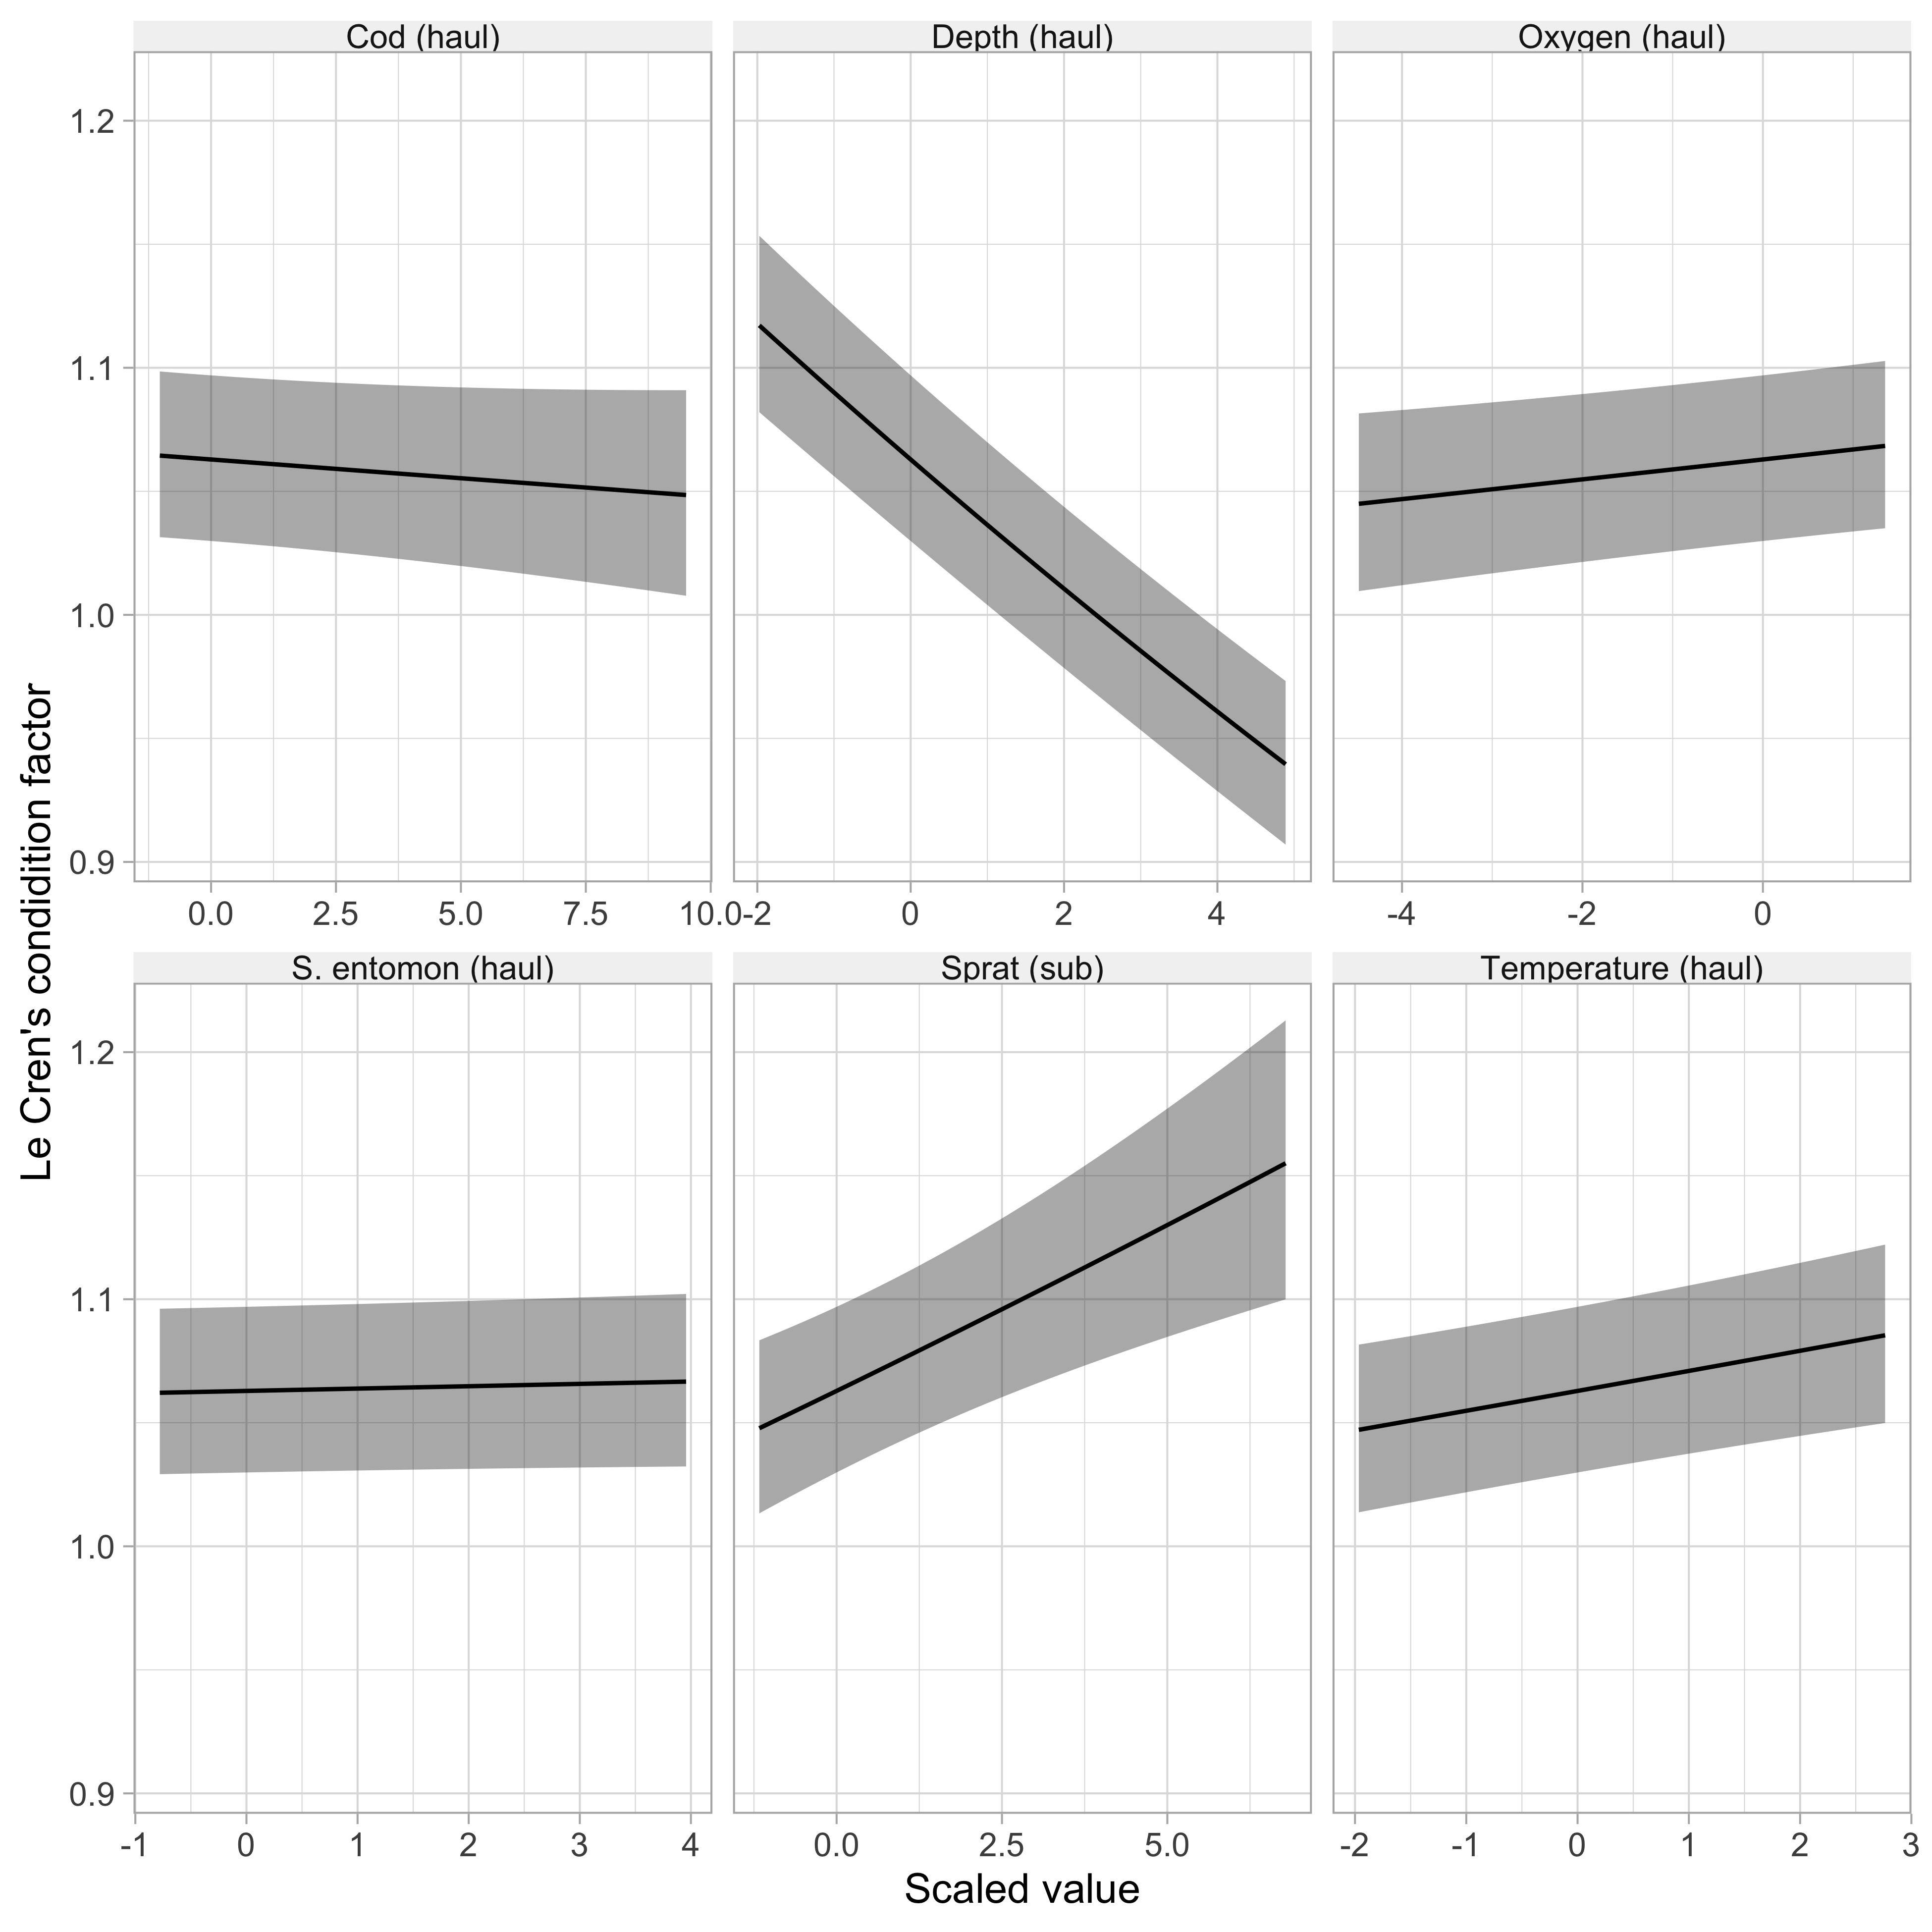 Cod (haul)
Depth (haul)
Oxygen (haul)
1.2
1.1
1.0
0.9
0.0 2.5 5.0 7.5 10.0
-2 0 2 4
-4 -2 0
S. entomon (haul)
Sprat (sub)
Temperature (haul)
1.2
1.1
1.0
0.9
-1 0 1 2 3 4
0.0 2.5 5.0
-2 -1 0 1 2 3
Scaled value
Le Cren's condidition factor